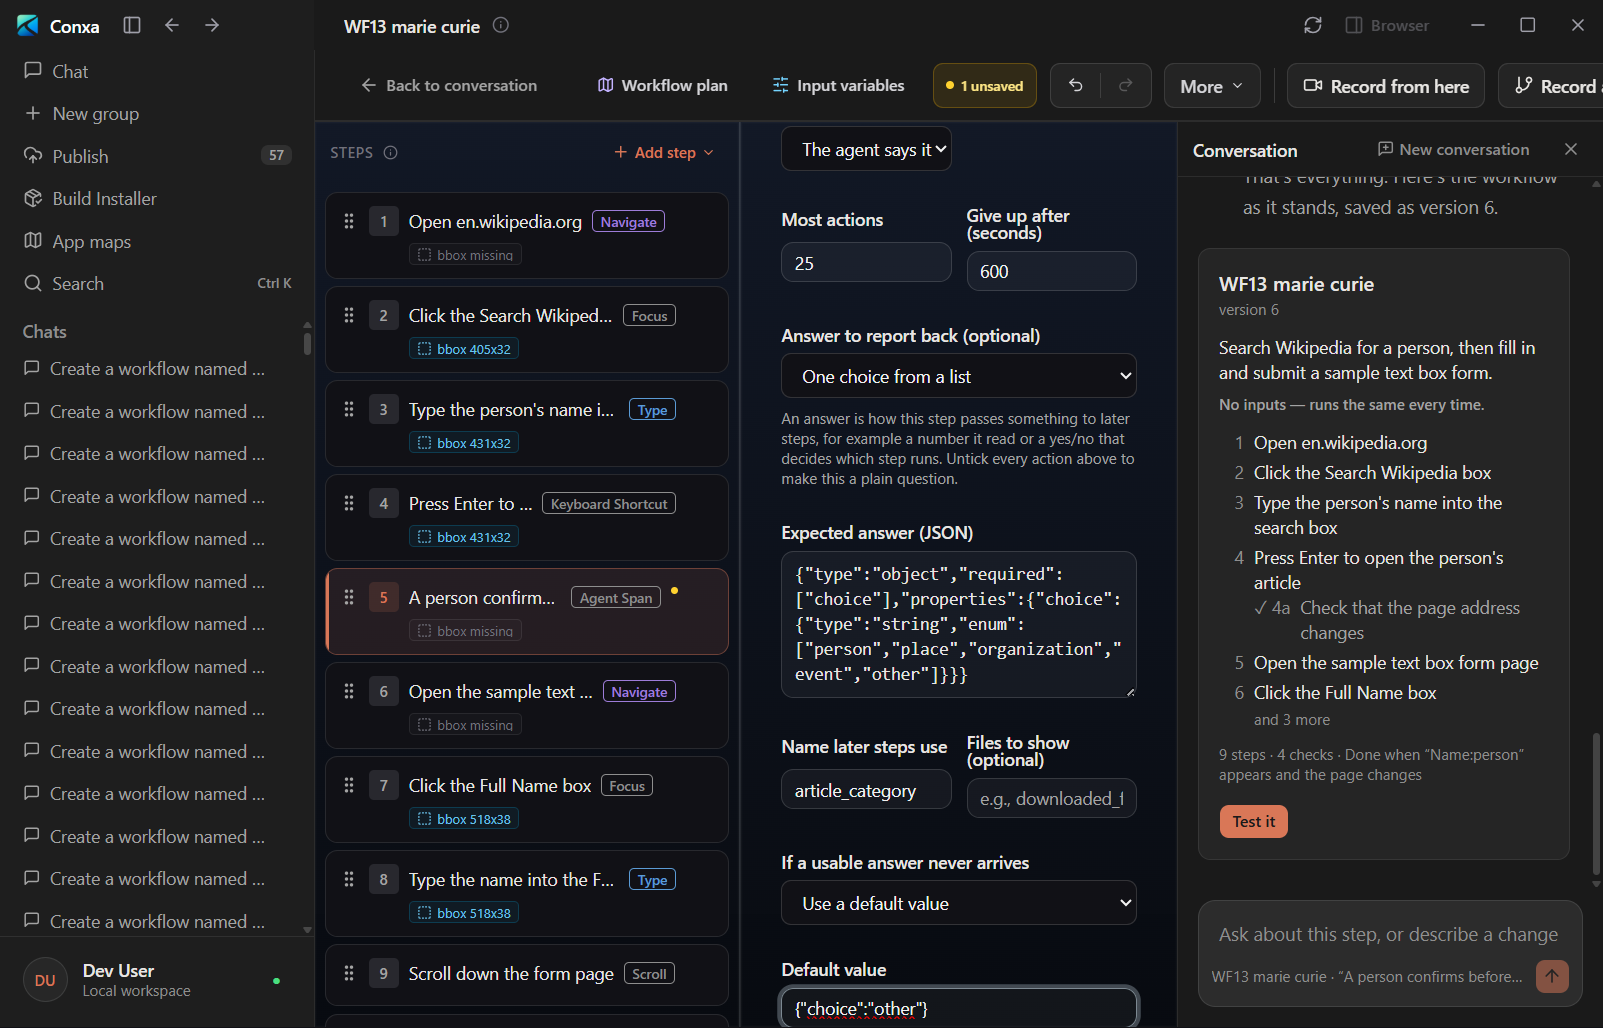 Conxa
WF13 marie curie
Browser
Chat
New group
Publish
57
Build Installer
App maps
Search
Ctrl K
Chats
Create a workflow named ...
Create a workflow named ...
Create a workflow named ...
Create a workflow named ...
Create a workflow named ...
Create a workflow named ...
Create a workflow named ...
Create a workflow named ...
Create a workflow named ...
Create a workflow named ...
Create a workflow named ...
Create a workflow named ...
Create a workflow named ...
Create a workflow named ...
DU
Dev User
Local workspace
Back to conversation
Workflow plan
Input variables
1 unsaved
More
Record from here
Record
STEPS
Add step
1 Open en.wikipedia.org Navigate
bbox missing
2 Click the Search Wikiped... Focus
bbox 405x32
3 Type the person's name i... Type
bbox 431x32
4 Press Enter to ... Keyboard Shortcut
bbox 431x32
5 A person confirm... Agent Span
bbox missing
6 Open the sample text ... Navigate
bbox missing
7 Click the Full Name box Focus
bbox 518x38
8 Type the name into the F... Type
bbox 518x38
9 Scroll down the form page Scroll
The agent says it
Most actions
25
Give up after
(seconds)
600
Answer to report back (optional)
One choice from a list
An answer is how this step passes something to later
steps, for example a number it read or a yes/no that
decides which step runs. Untick every action above to
make this a plain question.
Expected answer (JSON)
{"type":"object","required":
["choice"],"properties":{"choice":
{"type":"string","enum":
["person","place","organization","
event","other"]}}}
Name later steps use
article_category
Files to show
(optional)
e.g., downloaded_f
If a usable answer never arrives
Use a default value
Default value
{"choice":"other"}
Conversation
New conversation
That's everything. Here's the workflow
as it stands, saved as version 6.
WF13 marie curie
version 6
Search Wikipedia for a person, then fill in
and submit a sample text box form.
No inputs — runs the same every time.
1 Open en.wikipedia.org
2 Click the Search Wikipedia box
3 Type the person's name into the
search box
4 Press Enter to open the person's
article
✓ 4a Check that the page address
changes
5 Open the sample text box form page
6 Click the Full Name box
and 3 more
9 steps · 4 checks · Done when “Name:person”
appears and the page changes
Test it
Ask about this step, or describe a change
WF13 marie curie · “A person confirms before...